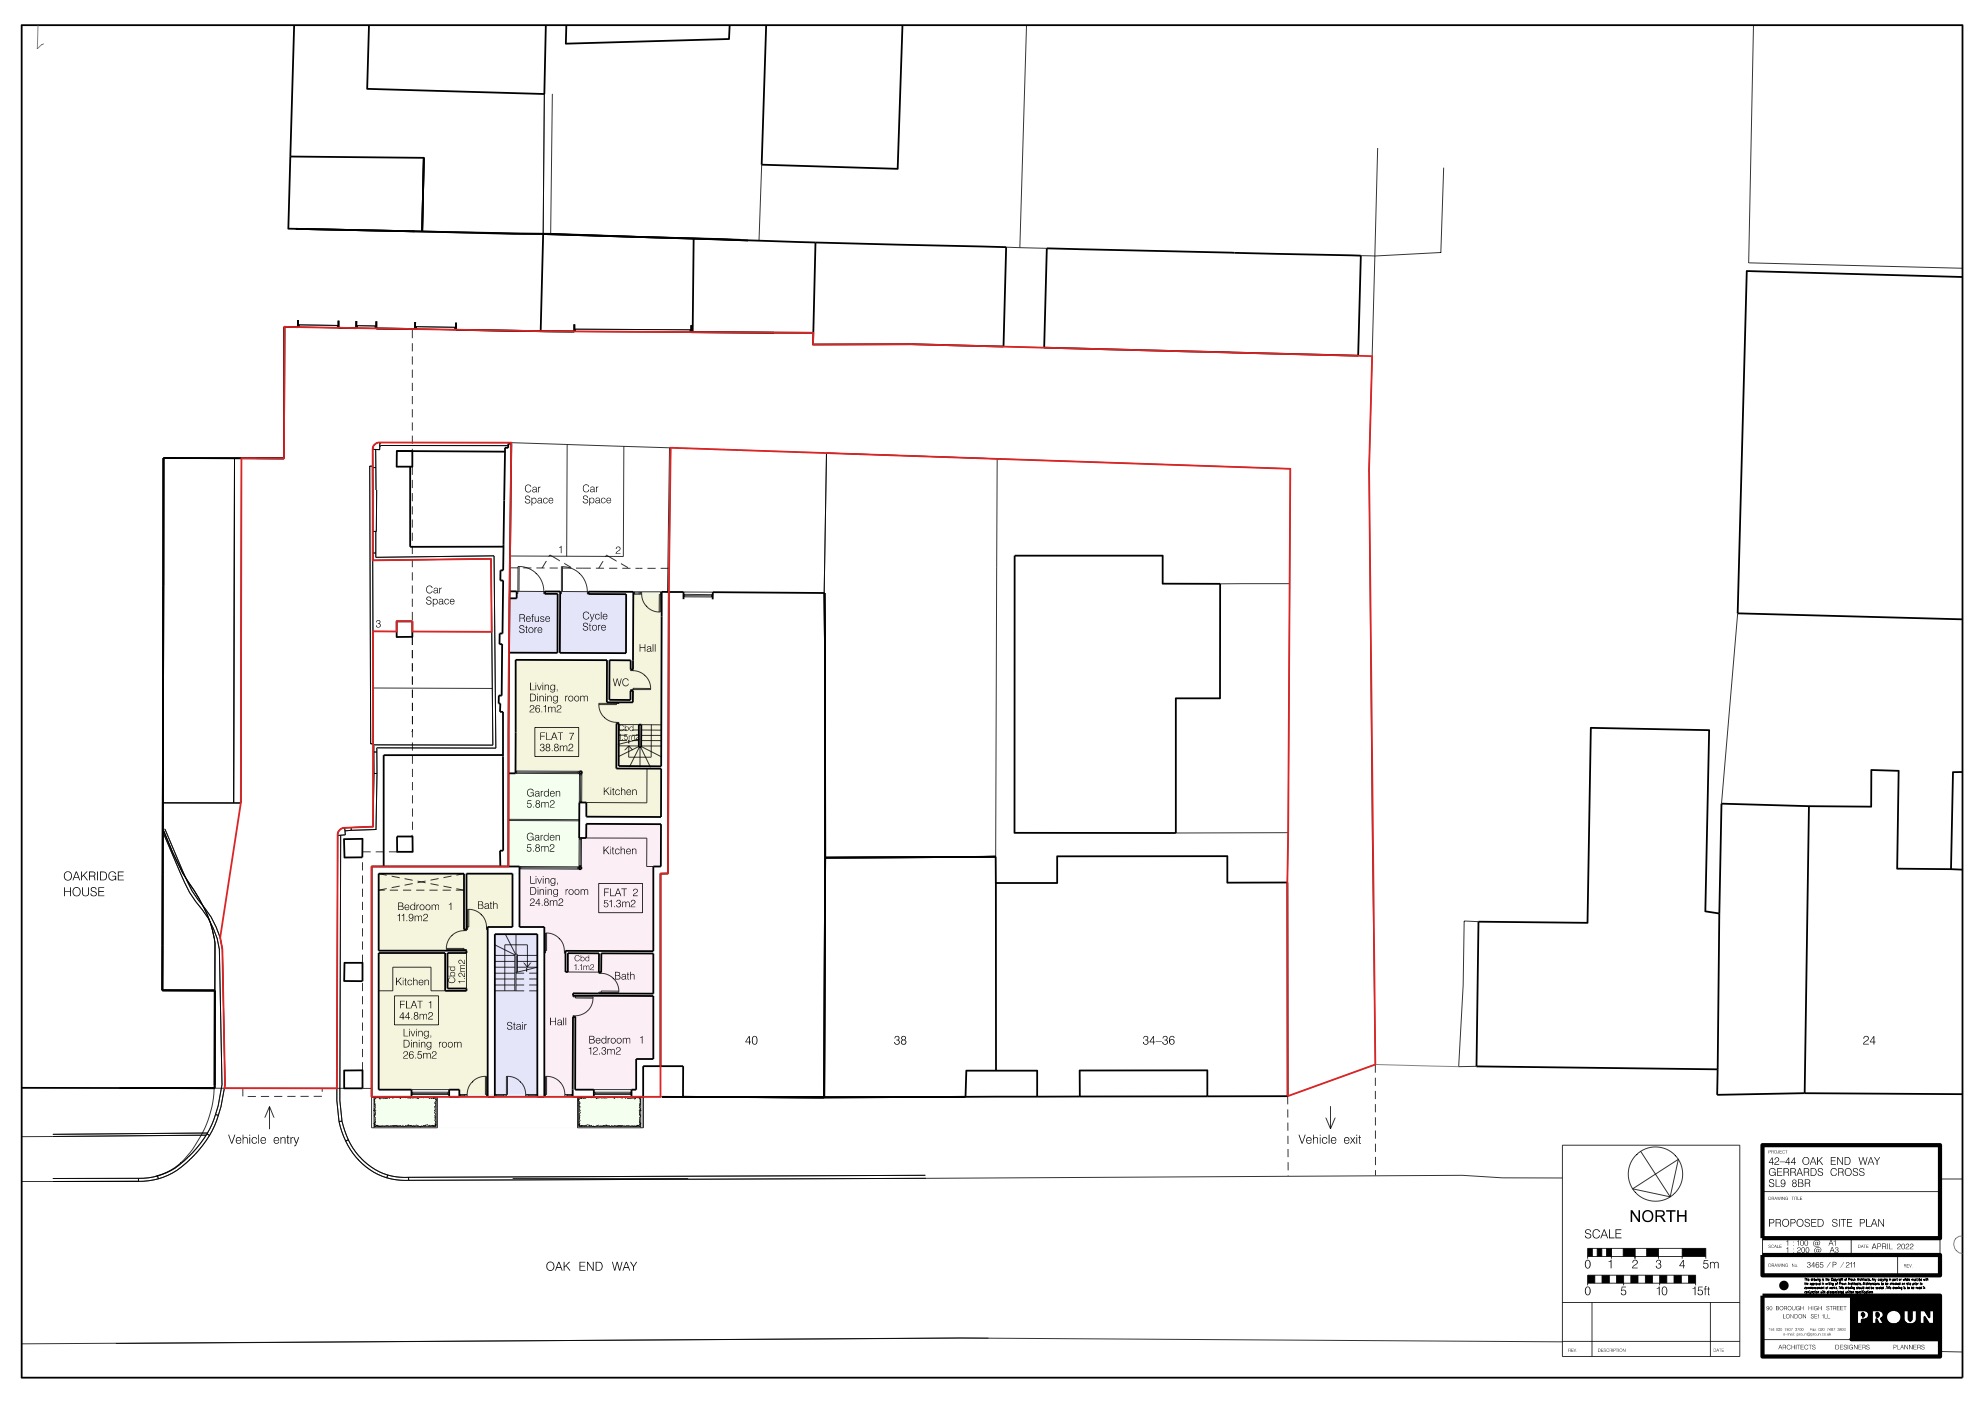 Car
Space
Car
Space
1
2
Car
Space
3
Refuse
Store
Cycle
Store
Hall
WC
Living,
Dining room
26.1m2
Cbd
FLAT 7
38.8m2
Kitchen
Garden
5.8m2
Garden
5.8m2
Kitchen
Living,
Dining room
24.8m2
FLAT 2
51.3m2
OAKRIDGE
HOUSE
Bedroom 1
11.9m2
Bath
Cbd
1.2m2
Cbd
1.1m2
Bath
Kitchen
FLAT 1
44.8m2
Living,
Dining room
26.5m2
Stair
Hall
Bedroom 1
12.3m2
40
38
34-36
24
Vehicle entry
Vehicle exit
OAK END WAY
NORTH
SCALE
0 1 2 3 4 5m
0 5 10 15ft
REV. DESCRIPTION DATE
PROJECT
42-44 OAK END WAY
GERRARDS CROSS
SL9 8BR
DRAWING TITLE
PROPOSED SITE PLAN
SCALE 1 : 100 @ A1
1 : 200 @ A3
DATE APRIL 2022
DRAWING No. 3465 / P / 211 REV.
90 BOROUGH HIGH STREET
LONDON SE1 1LL
PROUN
ARCHITECTS DESIGNERS PLANNERS